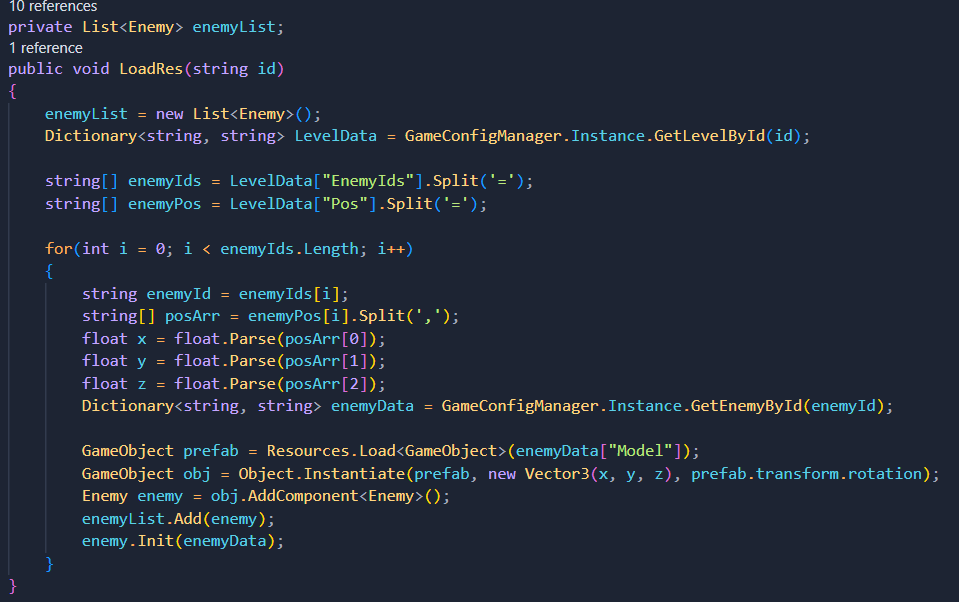 10 references
private List<Enemy> enemyList;
1 reference
public void LoadRes(string id)
{
    enemyList = new List<Enemy>();
    Dictionary<string, string> LevelData = GameConfigManager.Instance.GetLevelById(id);

    string[] enemyIds = LevelData["EnemyIds"].Split('=');
    string[] enemyPos = LevelData["Pos"].Split('=');

    for(int i = 0; i < enemyIds.Length; i++)
    {
        string enemyId = enemyIds[i];
        string[] posArr = enemyPos[i].Split(',');
        float x = float.Parse(posArr[0]);
        float y = float.Parse(posArr[1]);
        float z = float.Parse(posArr[2]);
        Dictionary<string, string> enemyData = GameConfigManager.Instance.GetEnemyById(enemyId);

        GameObject prefab = Resources.Load<GameObject>(enemyData["Model"]);
        GameObject obj = Object.Instantiate(prefab, new Vector3(x, y, z), prefab.transform.rotation);
        Enemy enemy = obj.AddComponent<Enemy>();
        enemyList.Add(enemy);
        enemy.Init(enemyData);
    }
}